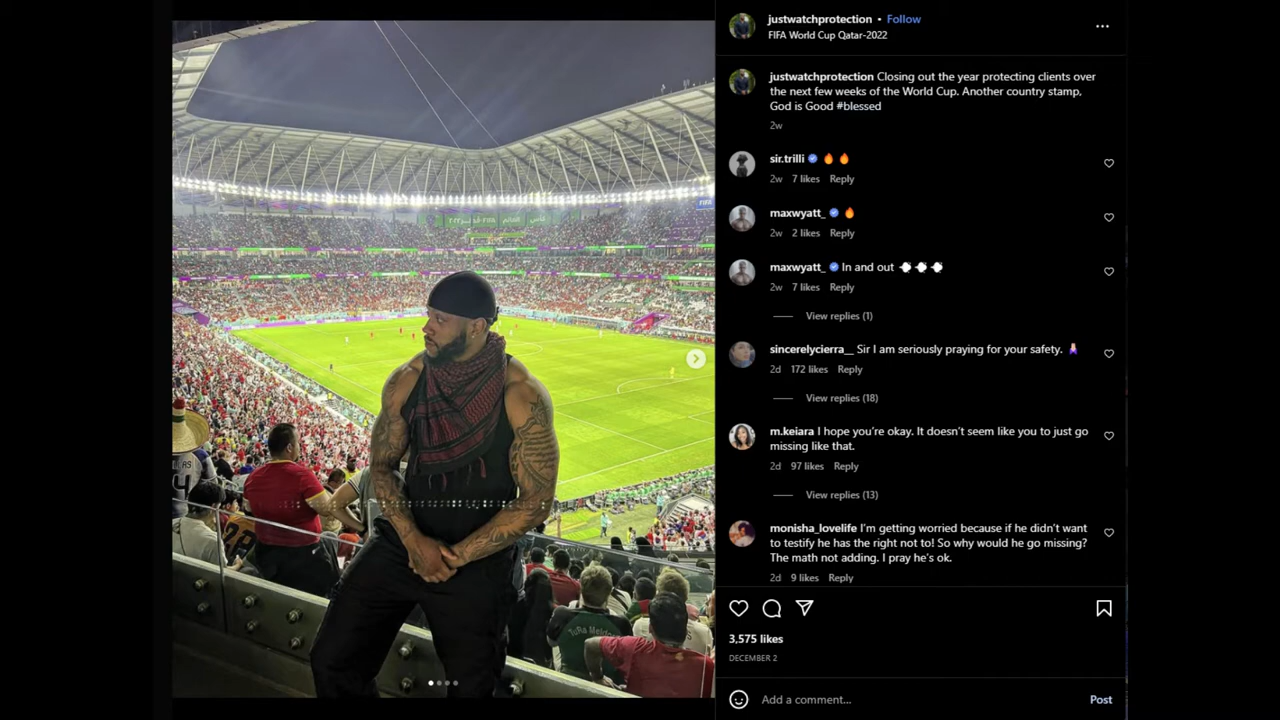 justwatchprotection • Follow
FIFA World Cup Qatar-2022
justwatchprotection Closing out the year protecting clients over
the next few weeks of the World Cup. Another country stamp,
God is Good #blessed
2w
sir.trilli
2w 7 likes Reply
maxwyatt_
2w 2 likes Reply
maxwyatt_ In and out
2w 7 likes Reply
View replies (1)
sincerelycierra__ Sir I am seriously praying for your safety.
2d 172 likes Reply
View replies (18)
m.keiara I hope you're okay. It doesn't seem like you to just go
missing like that.
2d 97 likes Reply
View replies (13)
monisha_lovelife I'm getting worried because if he didn't want
to testify he has the right not to! So why would he go missing?
The math not adding. I pray he's ok.
2d 9 likes Reply
3,575 likes
DECEMBER 2
Add a comment... Post
FIFA